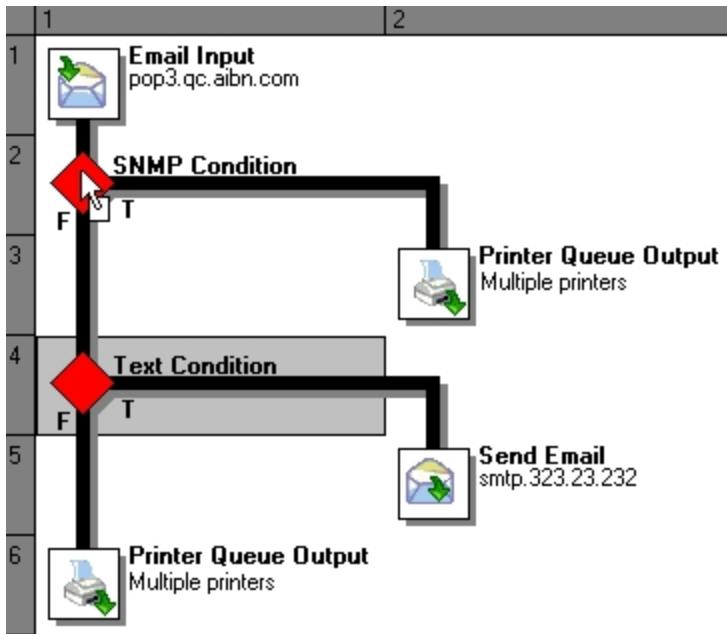 1
2
1
Email Input
pop3.qc.aibn.com
2
SNMP Condition
F
T
3
Printer Queue Output
Multiple printers
4
Text Condition
F
T
5
Send Email
smtp.323.23.232
6
Printer Queue Output
Multiple printers